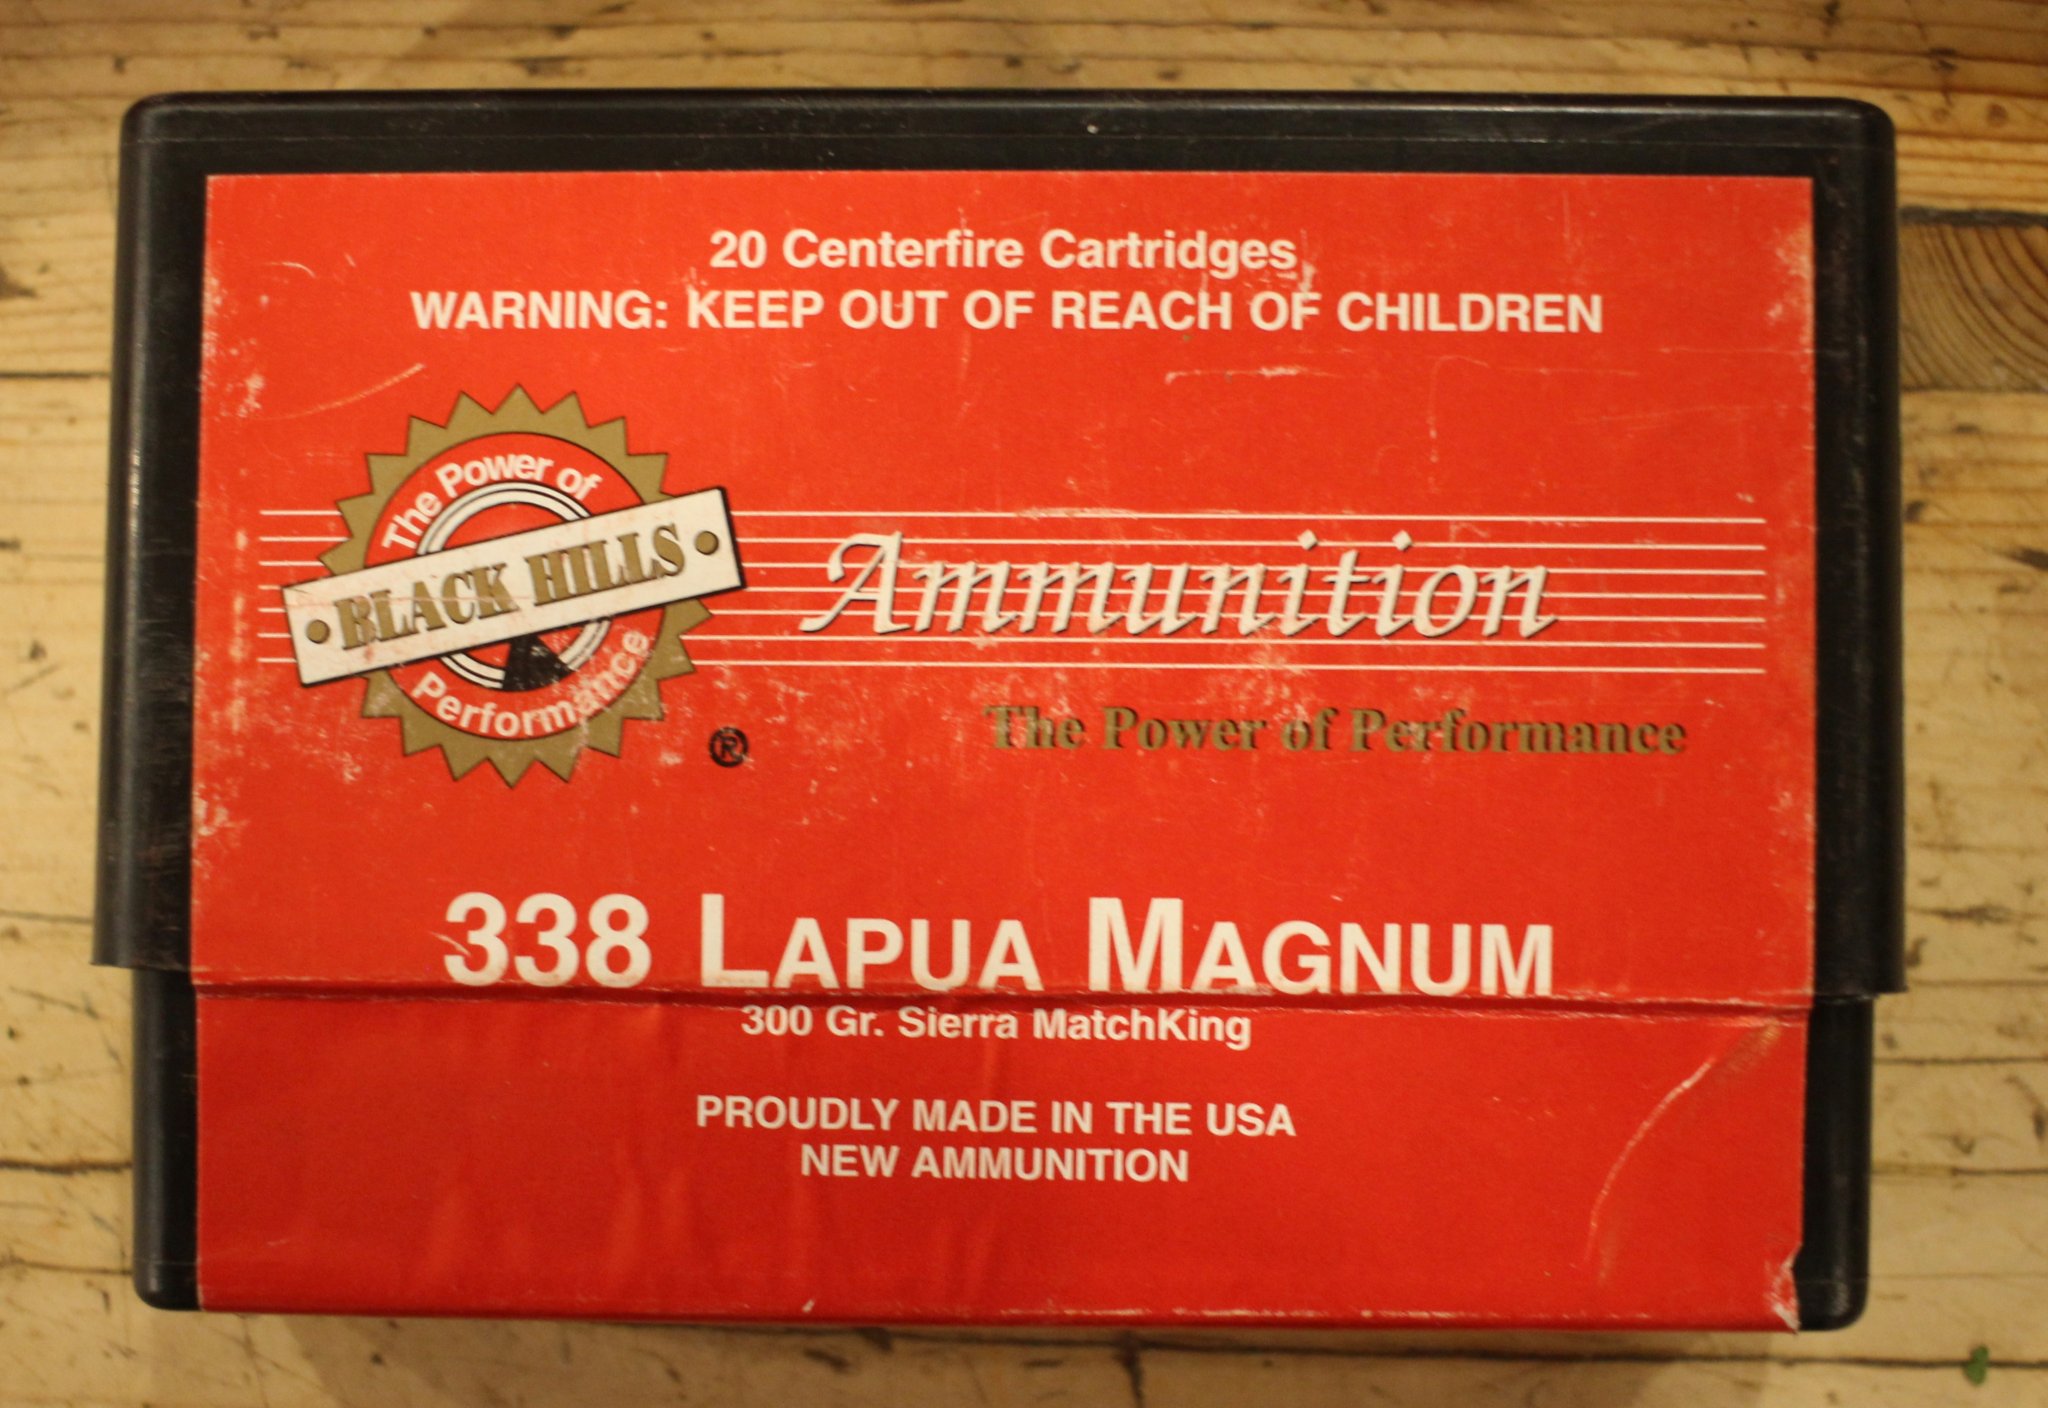 20 Centerfire Cartridges
WARNING: KEEP OUT OF REACH OF CHILDREN
The Power of
BLACK HILLS
Performance
®
Ammunition
The Power of Performance
338 LAPUA MAGNUM
300 Gr. Sierra MatchKing
PROUDLY MADE IN THE USA
NEW AMMUNITION